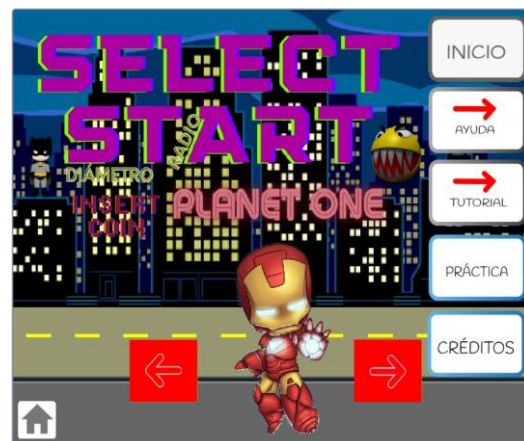 SELECT
START
RADIO
DIÁMETRO
INSERT
COIN
PLANET ONE
INICIO
AYUDA
TUTORIAL
PRÁCTICA
CRÉDITOS